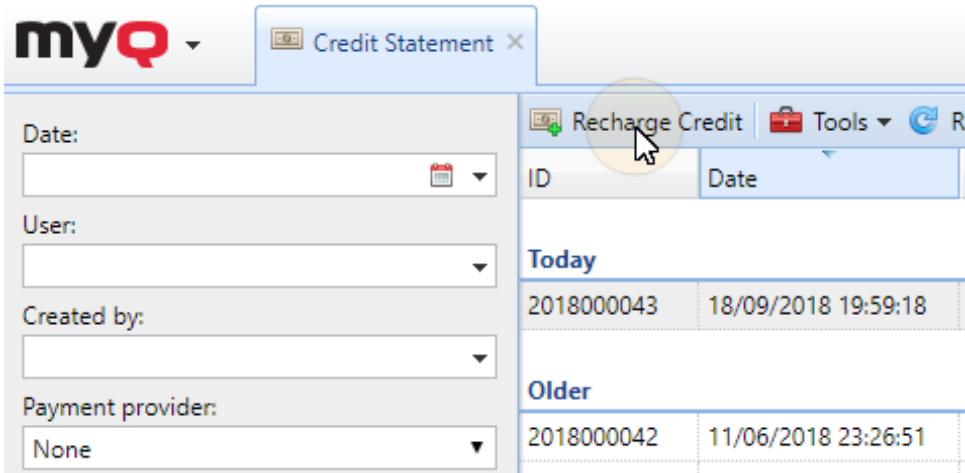 myQ
Credit Statement
Date:
User:
Created by:
Payment provider:
None
Recharge Credit Tools R
ID Date
Today
2018000043 18/09/2018 19:59:18
Older
2018000042 11/06/2018 23:26:51